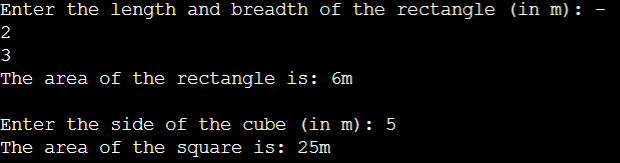 Enter the length and breadth of the rectangle (in m): -
2
3
The area of the rectangle is: 6m
Enter the side of the cube (in m): 5
The area of the square is: 25m